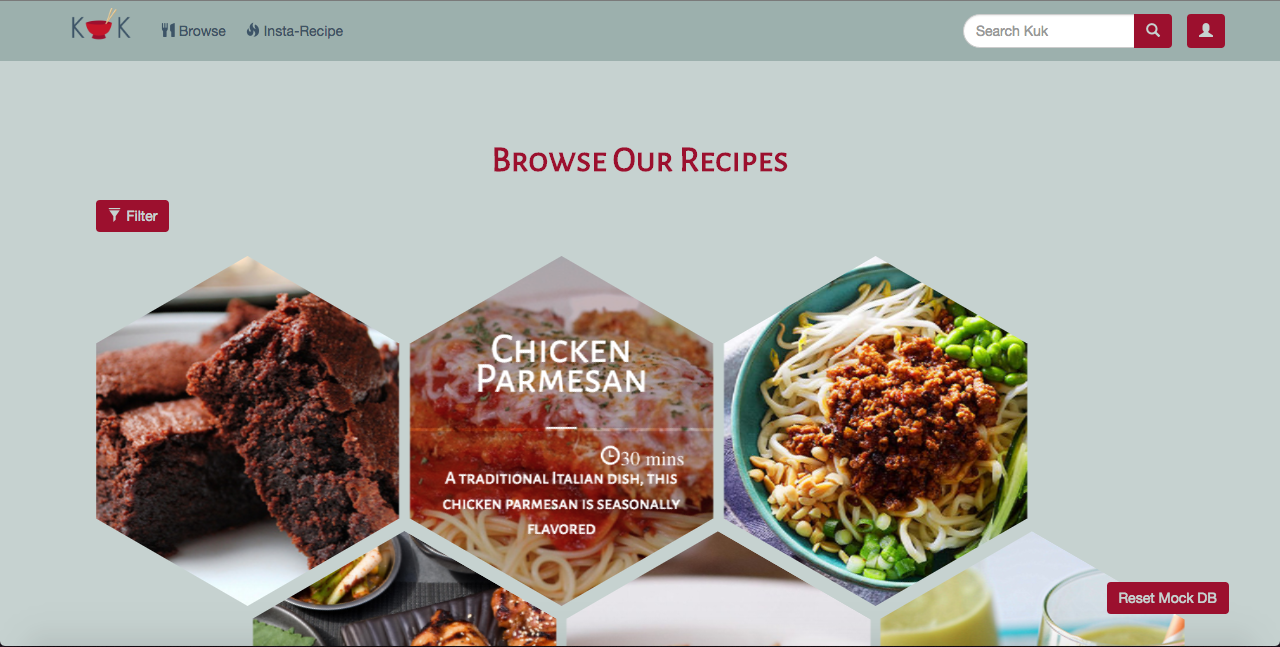 KUK
Browse
Insta-Recipe
Search Kuk
Browse Our Recipes
Filter
Chicken
Parmesan
30 mins
A traditional Italian dish, this
chicken parmesan is seasonally
flavored
Reset Mock DB